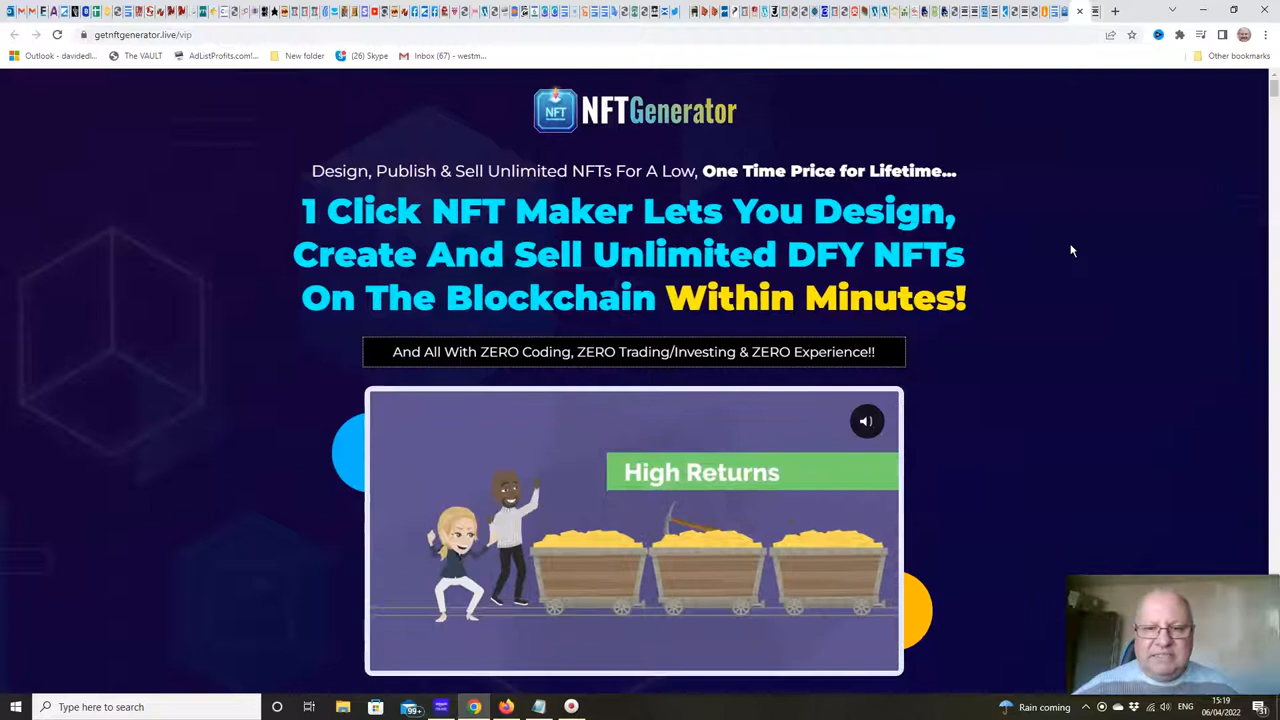 getnftgenerator.live/vip
Outlook - davidedl...
The VAULT
AdListProfits.com!...
New folder
(26) Skype
Inbox (67) - westm...
Other bookmarks
NFT
NFTGenerator
Design, Publish & Sell Unlimited NFTs For A Low, One Time Price for Lifetime...
1 Click NFT Maker Lets You Design,
Create And Sell Unlimited DFY NFTs
On The Blockchain Within Minutes!
And All With ZERO Coding, ZERO Trading/Investing & ZERO Experience!!
High Returns
Type here to search
99+
Rain coming
ENG
15:19
06/04/2022